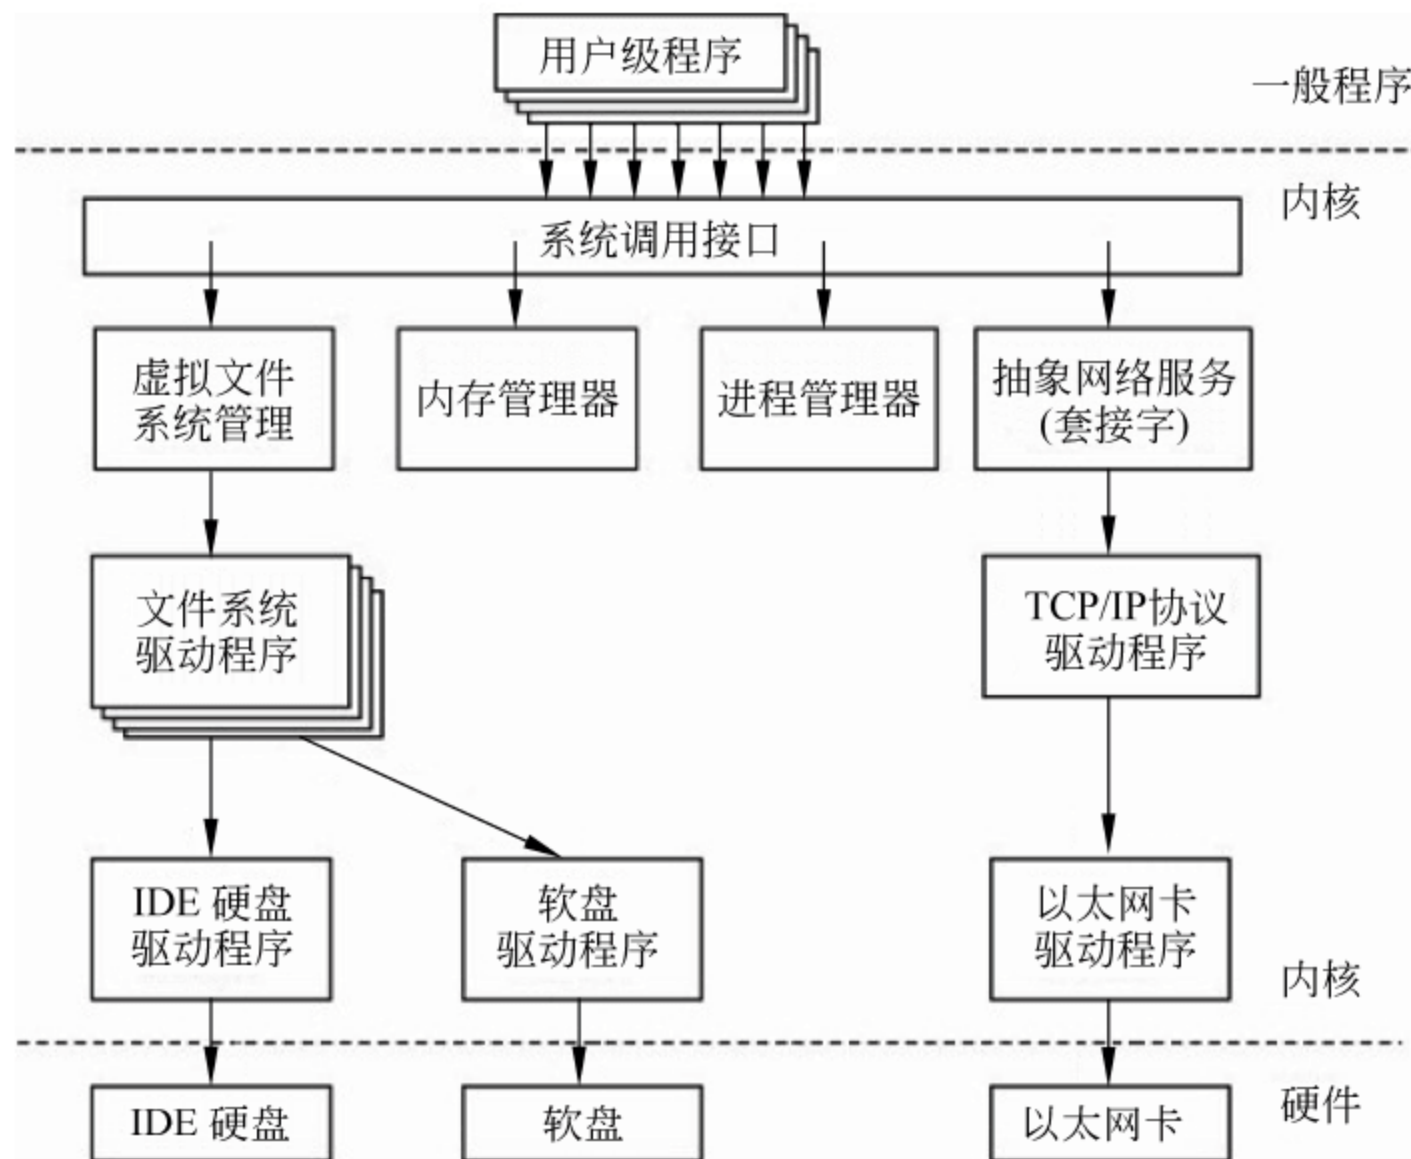 用户级程序
一般程序
内核
系统调用接口
虚拟文件
系统管理
内存管理器
进程管理器
抽象网络服务
(套接字)
文件系统
驱动程序
TCP/IP协议
驱动程序
IDE 硬盘
驱动程序
软盘
驱动程序
以太网卡
驱动程序
内核
IDE 硬盘
软盘
以太网卡
硬件